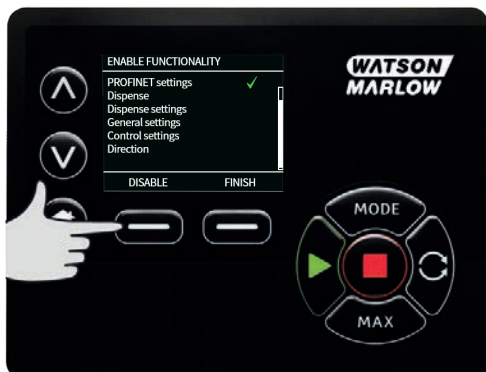 ENABLE FUNCTIONALITY
PROFINET settings
Dispense
Dispense settings
General settings
Control settings
Direction
DISABLE FINISH
WATSON
MARLOW
MODE
MAX